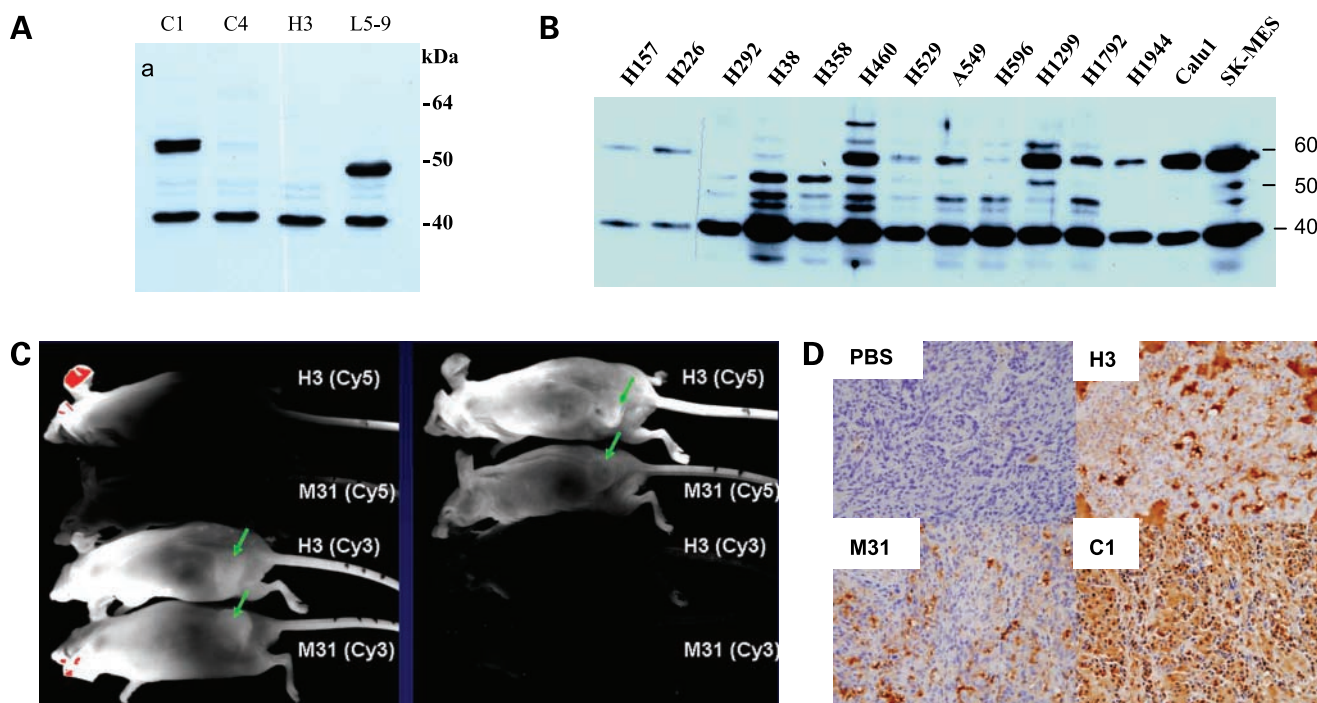 A
C1 C4 H3 L5-9
a
kDa
-64
-50
-40
B
H157 H226 H292 H38 H358 H460 H529 A549 H596 H1299 H1792 H1944 Calu1 SK-MES
60
50
40
C
H3 (Cy5)
M31 (Cy5)
H3 (Cy3)
M31 (Cy3)
H3 (Cy5)
M31 (Cy5)
H3 (Cy3)
M31 (Cy3)
D
PBS
H3
M31
C1